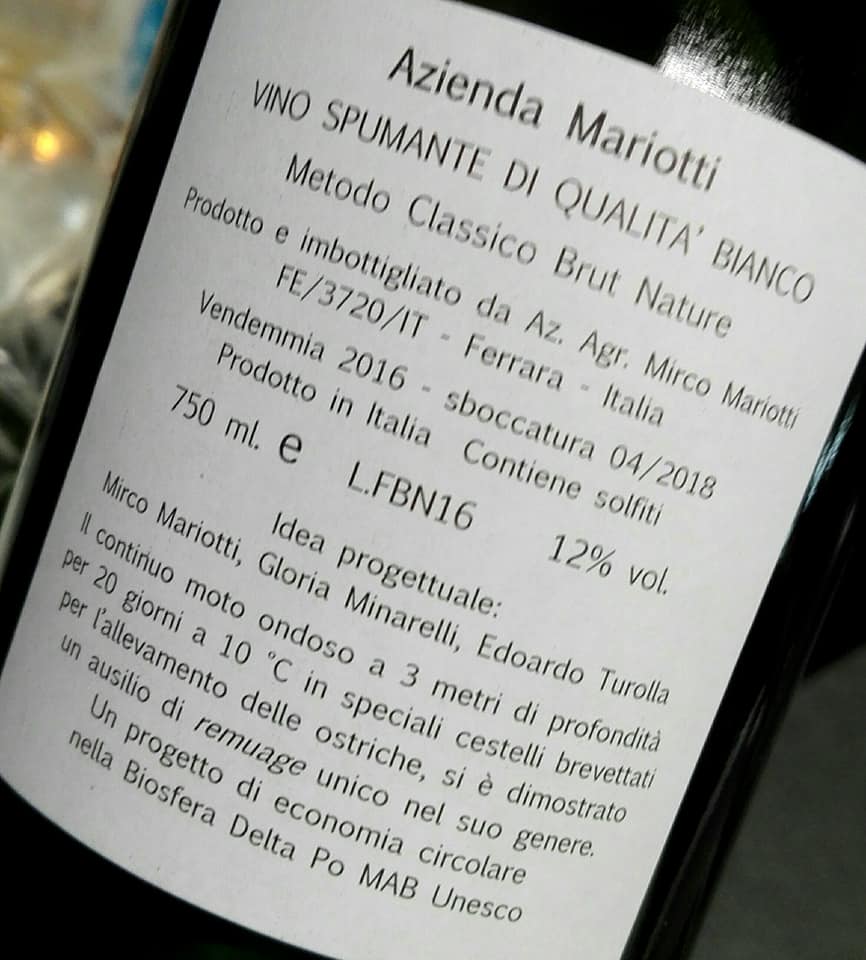 Azienda Mariotti
VINO SPUMANTE DI QUALITA' BIANCO
Metodo Classico Brut Nature
Prodotto e imbottigliato da Az. Agr. Mirco Mariotti
FE/3720/IT - Ferrara - Italia
Vendemmia 2016 - sboccatura 04/2018
Prodotto in Italia Contiene solfiti
750 ml. e L.FBN16 12% vol.
Idea progettuale:
Mirco Mariotti, Gloria Minarelli, Edoardo Turolla
Il continuo moto ondoso a 3 metri di profondità
per 20 giorni a 10 °C in speciali cestelli brevettati
per l'allevamento delle ostriche, si è dimostrato
un ausilio di remuage unico nel suo genere.
Un progetto di economia circolare
nella Biosfera Delta Po MAB Unesco